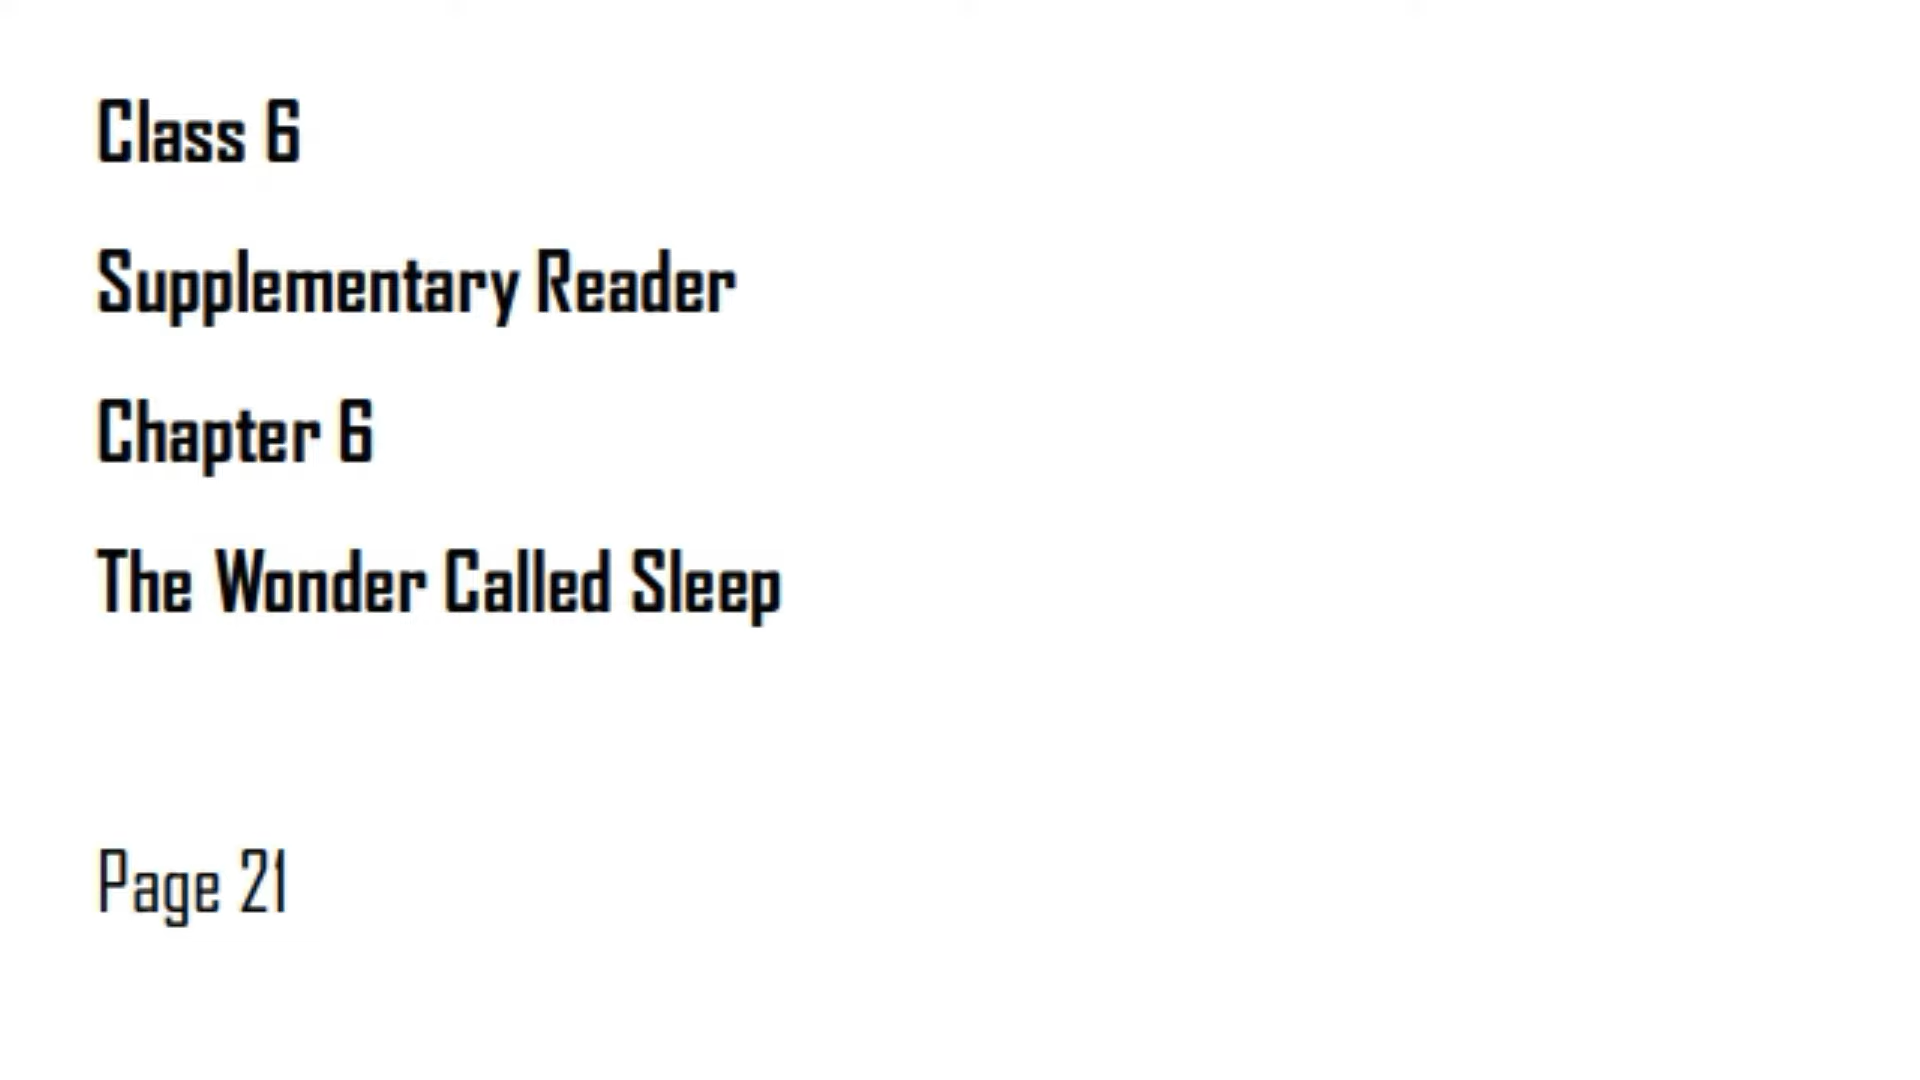 Class 6
Supplementary Reader
Chapter 6
The Wonder Called Sleep
Page 21